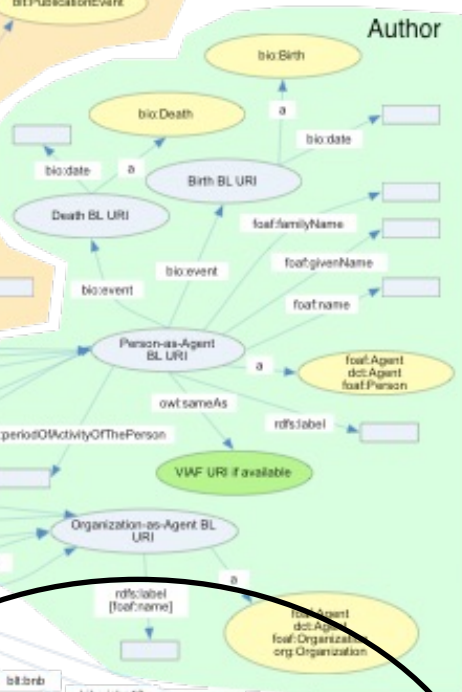 blt:PublicationEvent
Author
bio:Birth
a
bio:Death
bio:date
bio:date
a
Birth BL URI
Death BL URI
foaf:familyName
foaf:givenName
bio:event
bio:event
foaf:name
Person-as-Agent
BL URI
a
foaf:Agent
dct:Agent
foaf:Person
owl:sameAs
rdfs:label
:periodOfActivityOfThePerson
VIAF URI if available
Organization-as-Agent BL
URI
a
rdfs:label
[foaf:name]
foaf:Agent
dct:Agent
foaf:Organization
org:Organization
blt:bnb